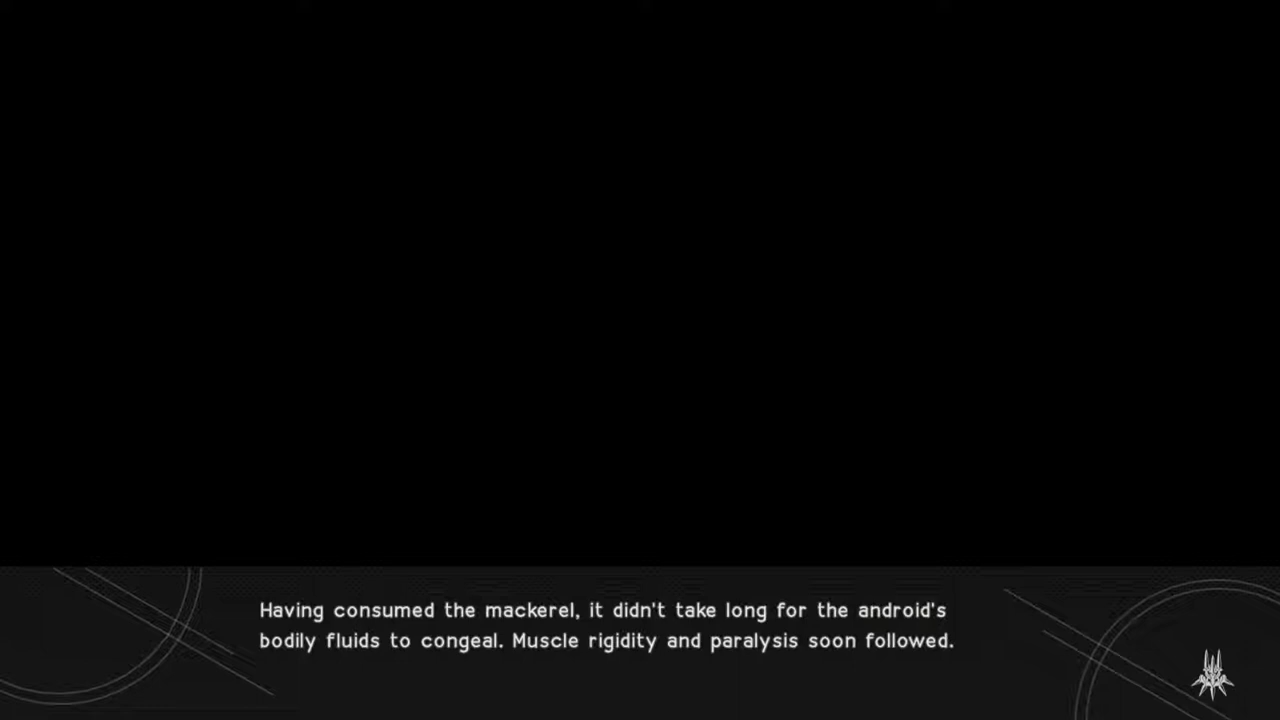 Having consumed the mackerel, it didn't take long for the android's
bodily fluids to congeal. Muscle rigidity and paralysis soon followed.